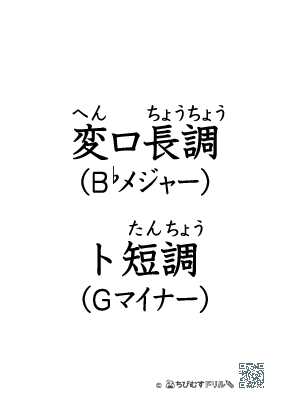 へん ちょうちょう
変ロ長調
(B♭メジャー)
たんちょう
ト短調
(Gマイナー)
© ちびむすドリル